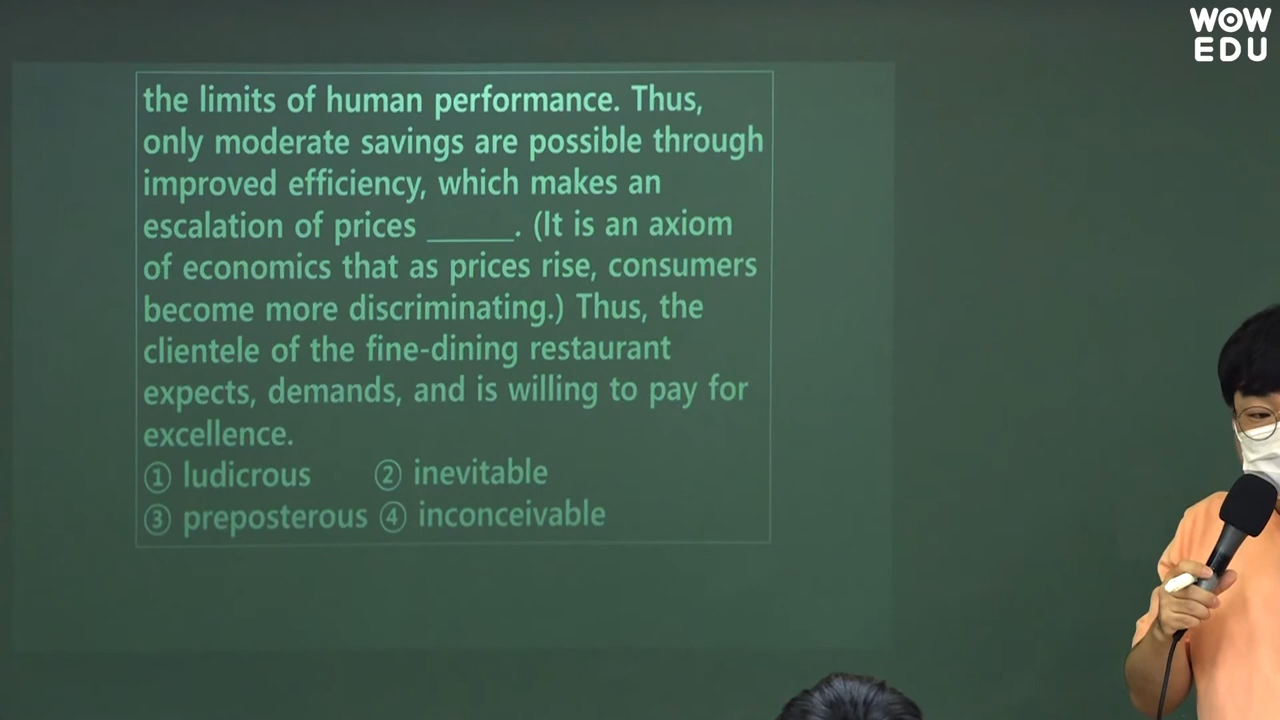 WOW
EDU
the limits of human performance. Thus,
only moderate savings are possible through
improved efficiency, which makes an
escalation of prices ______. (It is an axiom
of economics that as prices rise, consumers
become more discriminating.) Thus, the
clientele of the fine-dining restaurant
expects, demands, and is willing to pay for
excellence.
① ludicrous ② inevitable
③ preposterous ④ inconceivable